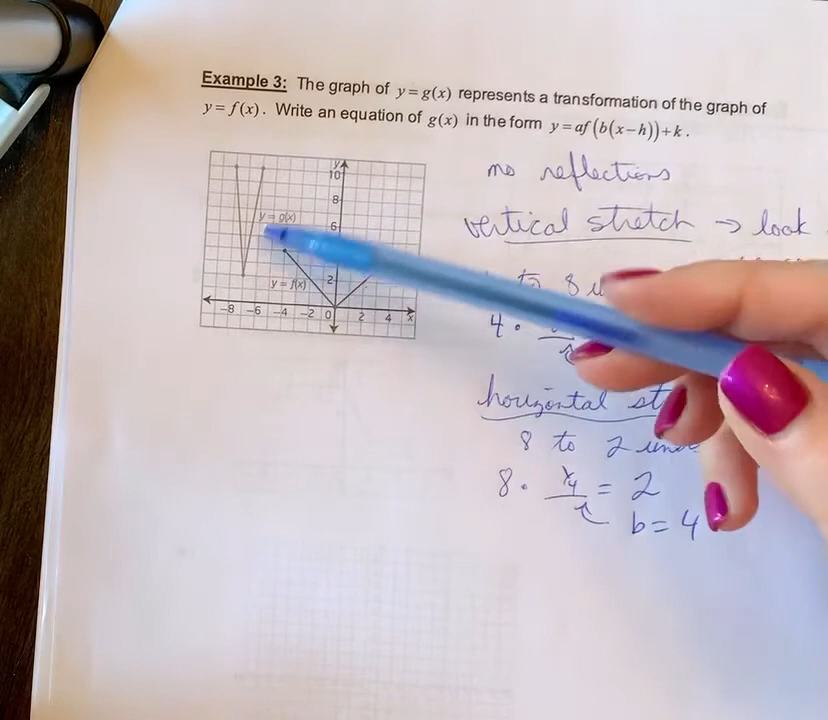 Example 3: The graph of y = g(x) represents a transformation of the graph of
y = f(x). Write an equation of g(x) in the form y = af(b(x−h))+k.
no reflections
vertical stretch → look
to 8
4 ·
horizontal
8 to 2
8 · 1/4 = 2
b = 4
y
10
8
y = g(x)
6
y = f(x)
2
-8 -6 -4 -2 0 2 4 x